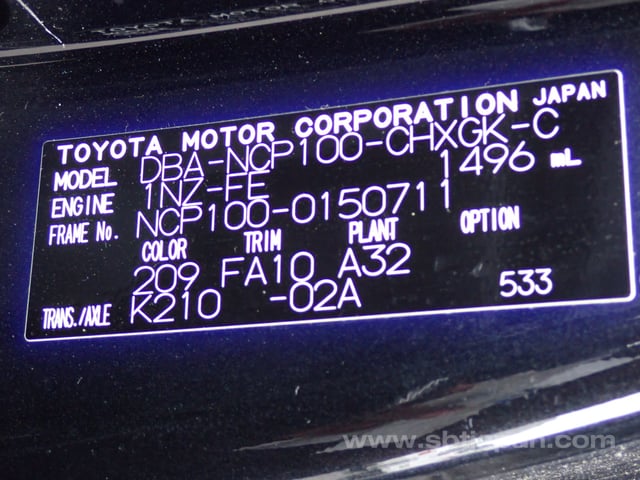 TOYOTA MOTOR CORPORATION JAPAN
MODEL DBA-NCP100-CHXGK-C
ENGINE 1NZ-FE 1496 mL
FRAME No. NCP100-0150711
COLOR TRIM PLANT OPTION
209 FA10 A32
TRANS./AXLE K210 -02A 533
www.sbtjapan.com